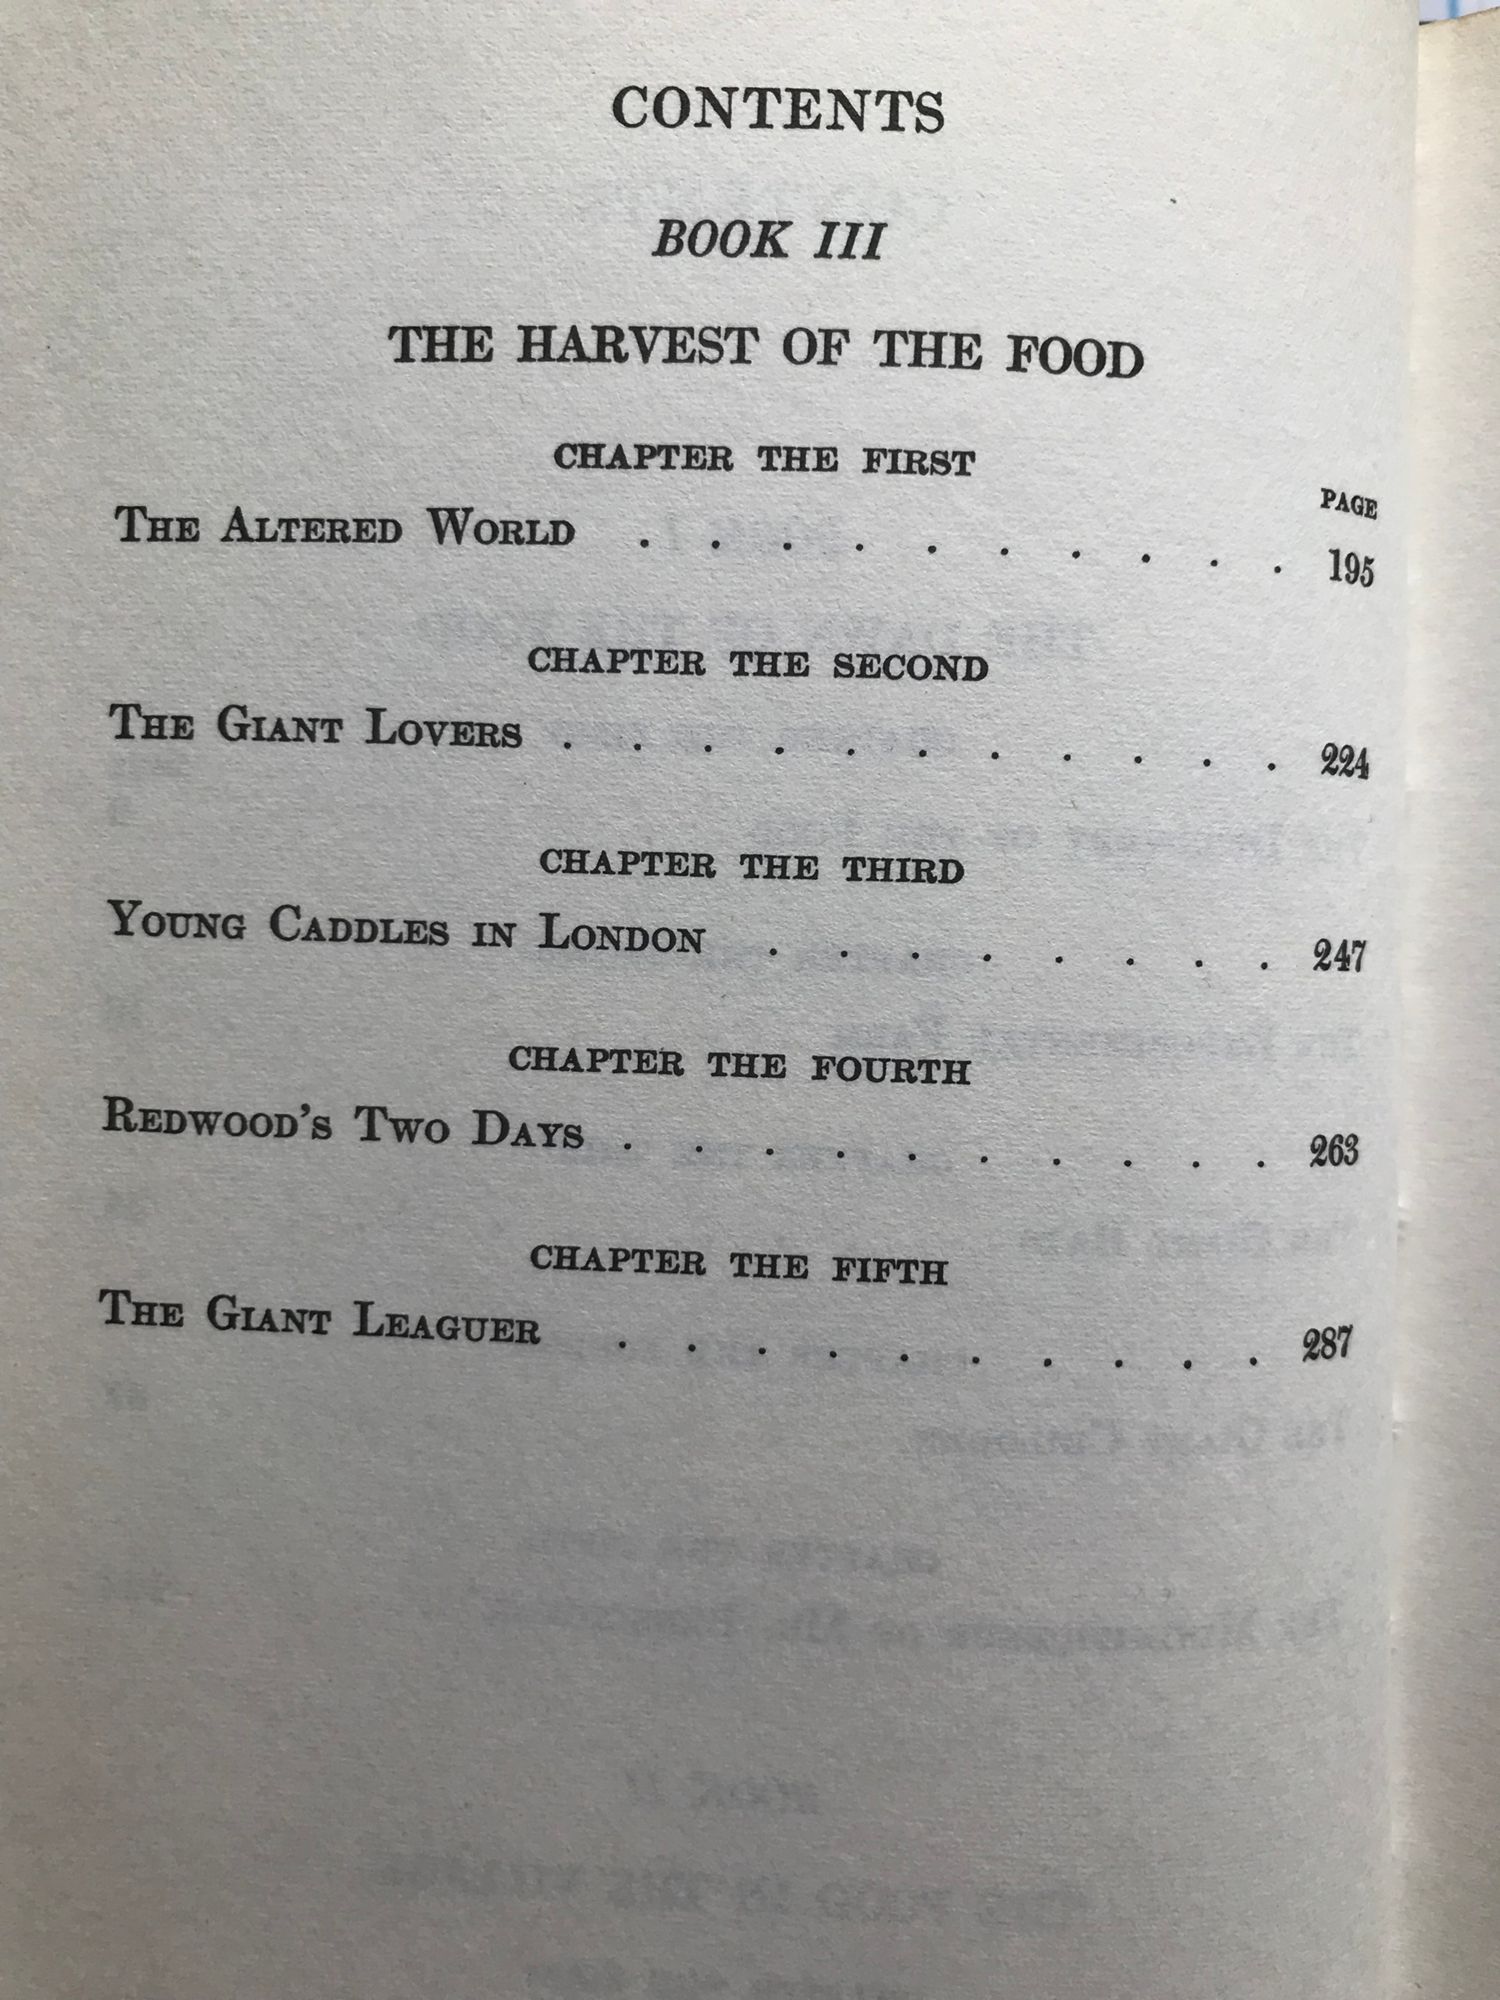 CONTENTS
BOOK III
THE HARVEST OF THE FOOD
CHAPTER THE FIRST
PAGE
THE ALTERED WORLD . . . . . . . . . . 195
CHAPTER THE SECOND
THE GIANT LOVERS . . . . . . . . . . . 224
CHAPTER THE THIRD
YOUNG CADDLES IN LONDON . . . . . . . . 247
CHAPTER THE FOURTH
REDWOOD'S TWO DAYS . . . . . . . . . . 263
CHAPTER THE FIFTH
THE GIANT LEAGUER . . . . . . . . . . 287